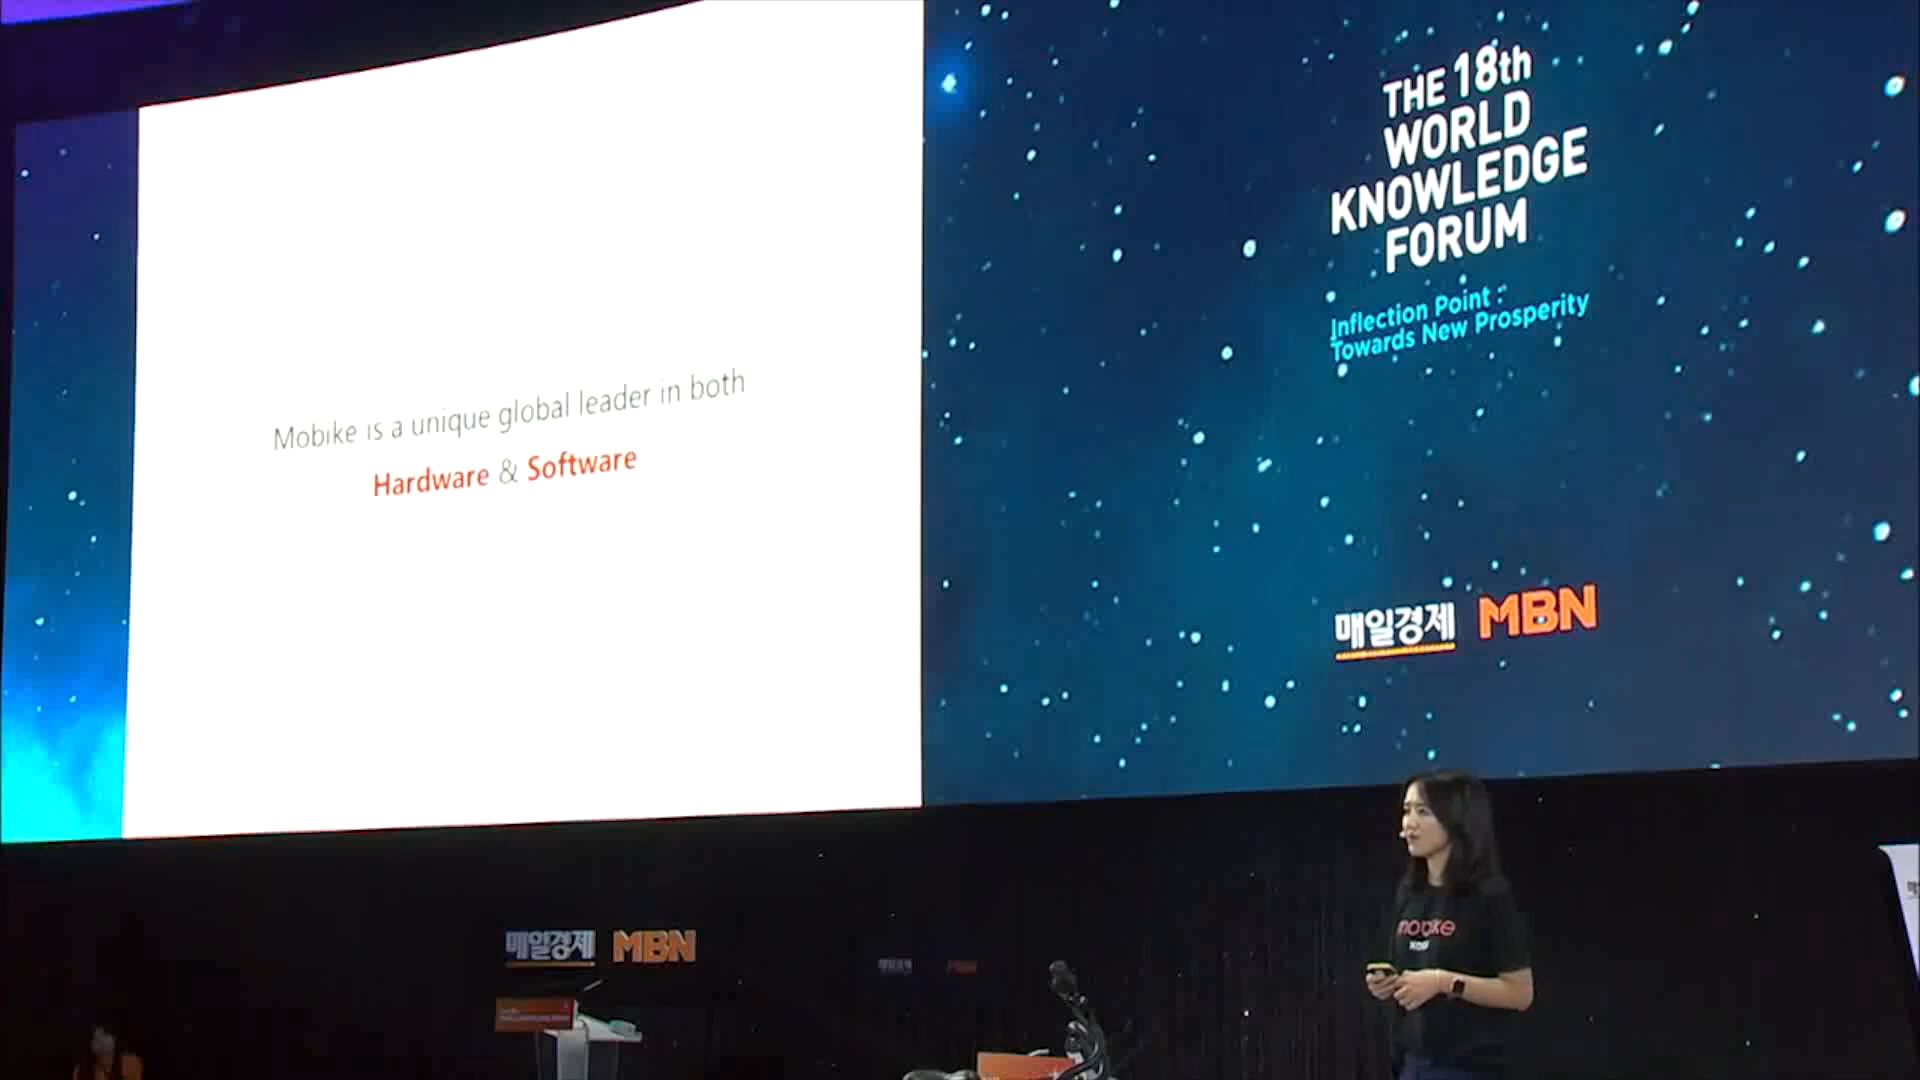 Mobike is a unique global leader in both
Hardware & Software
THE 18th
WORLD
KNOWLEDGE
FORUM
Inflection Point :
Towards New Prosperity
매일경제 MBN
매일경제 MBN
mobike